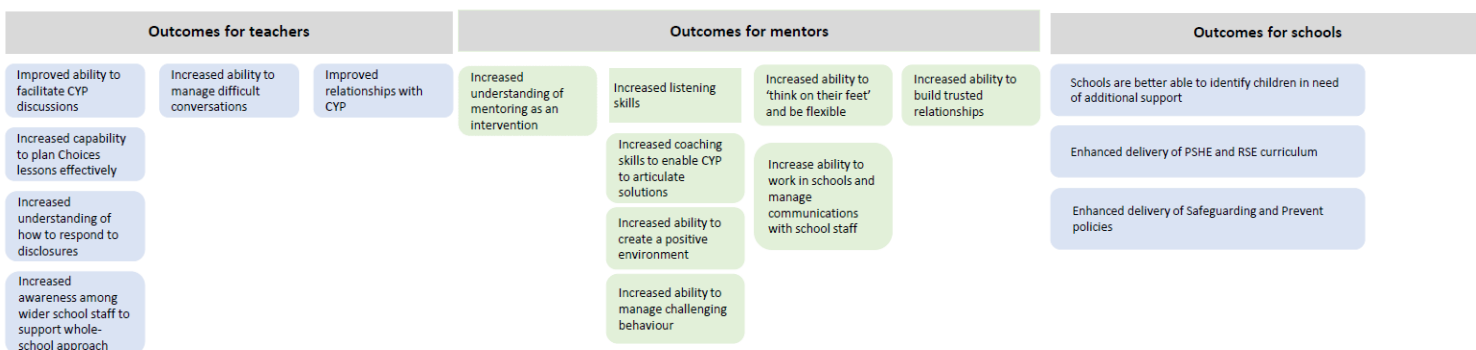 Outcomes for teachers
Improved ability to
facilitate CYP
discussions
Increased ability to
manage difficult
conversations
Improved
relationships with
CYP
Increased capability
to plan Choices
lessons effectively
Increased
understanding of
how to respond to
disclosures
Increased
awareness among
wider school staff to
support whole-
school approach
Outcomes for mentors
Increased
understanding of
mentoring as an
intervention
Increased listening
skills
Increased ability to
‘think on their feet’
and be flexible
Increased ability to
build trusted
relationships
Increased coaching
skills to enable CYP
to articulate
solutions
Increase ability to
work in schools and
manage
communications
with school staff
Increased ability to
create a positive
environment
Increased ability to
manage challenging
behaviour
Outcomes for schools
Schools are better able to identify children in need
of additional support
Enhanced delivery of PSHE and RSE curriculum
Enhanced delivery of Safeguarding and Prevent
policies